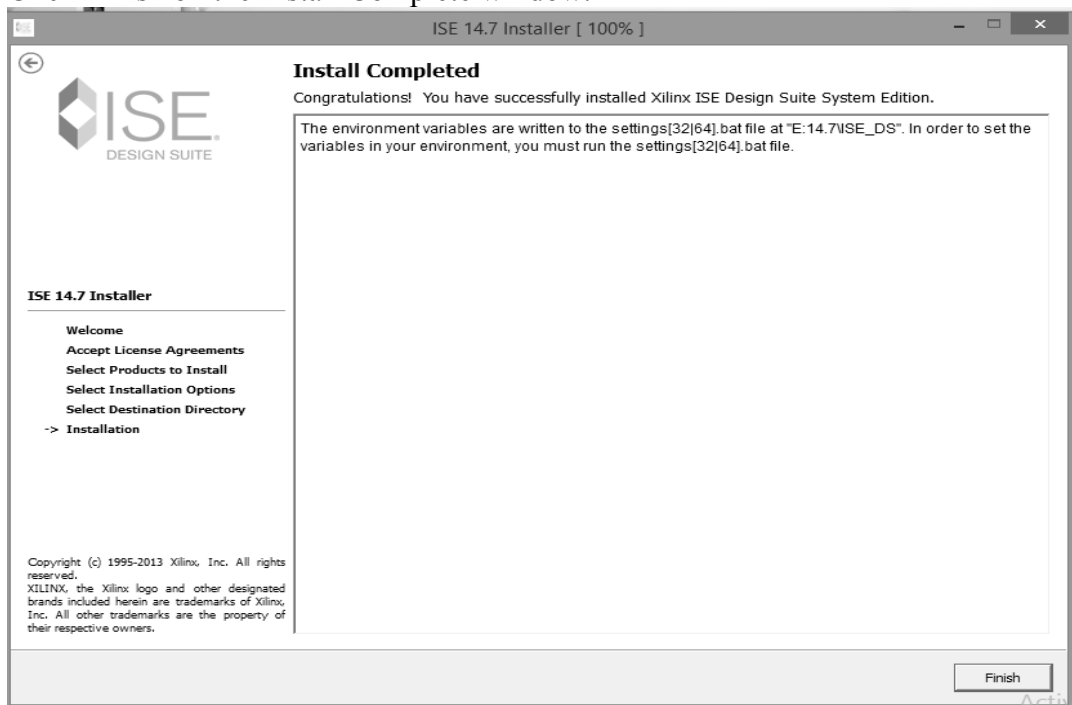 ISE 14.7 Installer [ 100% ]
ISE
DESIGN SUITE
Install Completed
Congratulations! You have successfully installed Xilinx ISE Design Suite System Edition.
The environment variables are written to the settings[32|64].bat file at "E:14.7\ISE_DS". In order to set the
variables in your environment, you must run the settings[32|64].bat file.
ISE 14.7 Installer
Welcome
Accept License Agreements
Select Products to Install
Select Installation Options
Select Destination Directory
-> Installation
Copyright (c) 1995-2013 Xilinx, Inc. All rights
reserved.
XILINX, the Xilinx logo and other designated
brands included herein are trademarks of Xilinx,
Inc. All other trademarks are the property of
their respective owners.
Finish